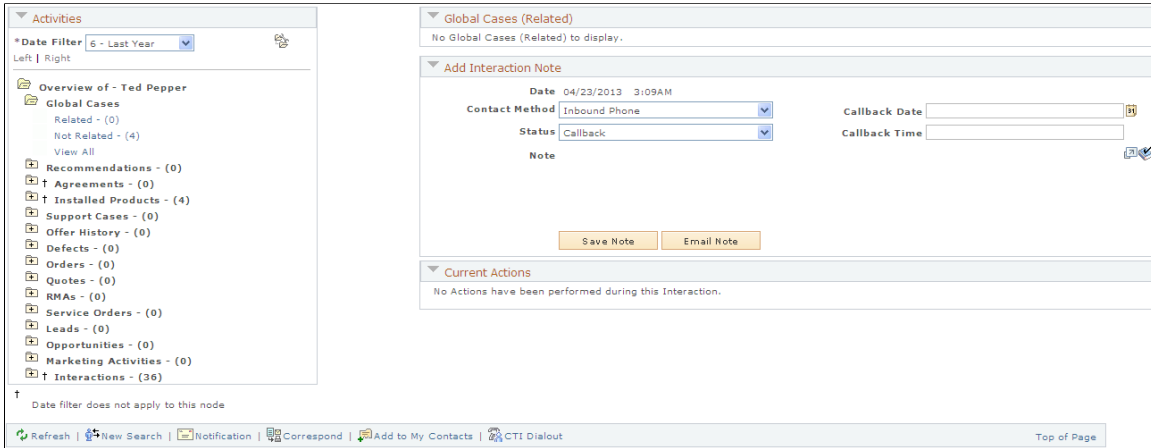 Activities
*Date Filter 6 - Last Year
Left | Right
Overview of - Ted Pepper
Global Cases
Related - (0)
Not Related - (4)
View All
Recommendations - (0)
† Agreements - (0)
† Installed Products - (4)
Support Cases - (0)
Offer History - (0)
Defects - (0)
Orders - (0)
Quotes - (0)
RMAs - (0)
Service Orders - (0)
Leads - (0)
Opportunities - (0)
Marketing Activities - (0)
† Interactions - (36)
†
Date filter does not apply to this node
Global Cases (Related)
No Global Cases (Related) to display.
Add Interaction Note
Date 04/23/2013 3:09AM
Contact Method Inbound Phone
Callback Date
31
Status Callback
Callback Time
Note
Save Note
Email Note
Current Actions
No Actions have been performed during this Interaction.
Refresh | New Search | Notification | Correspond | Add to My Contacts | CTI Dialout
Top of Page